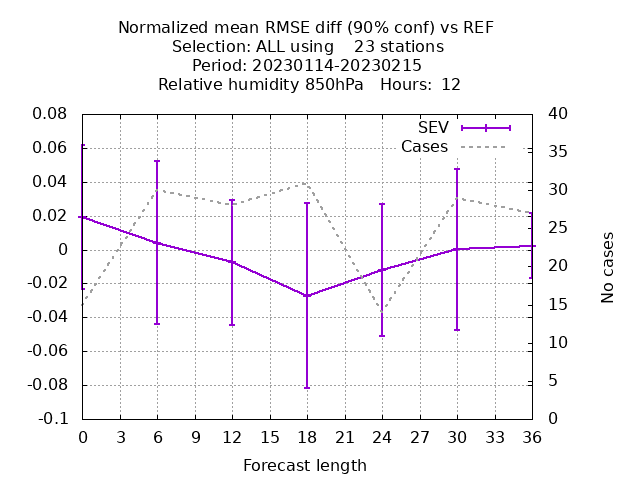 Normalized mean RMSE diff (90% conf) vs REF
Selection: ALL using    23 stations
Period: 20230114-20230215
Relative humidity 850hPa   Hours:  12
SEV
Cases
0.08
0.06
0.04
0.02
0
-0.02
-0.04
-0.06
-0.08
-0.1
40
35
30
25
20
15
10
5
0
No cases
0 3 6 9 12 15 18 21 24 27 30 33 36
Forecast length